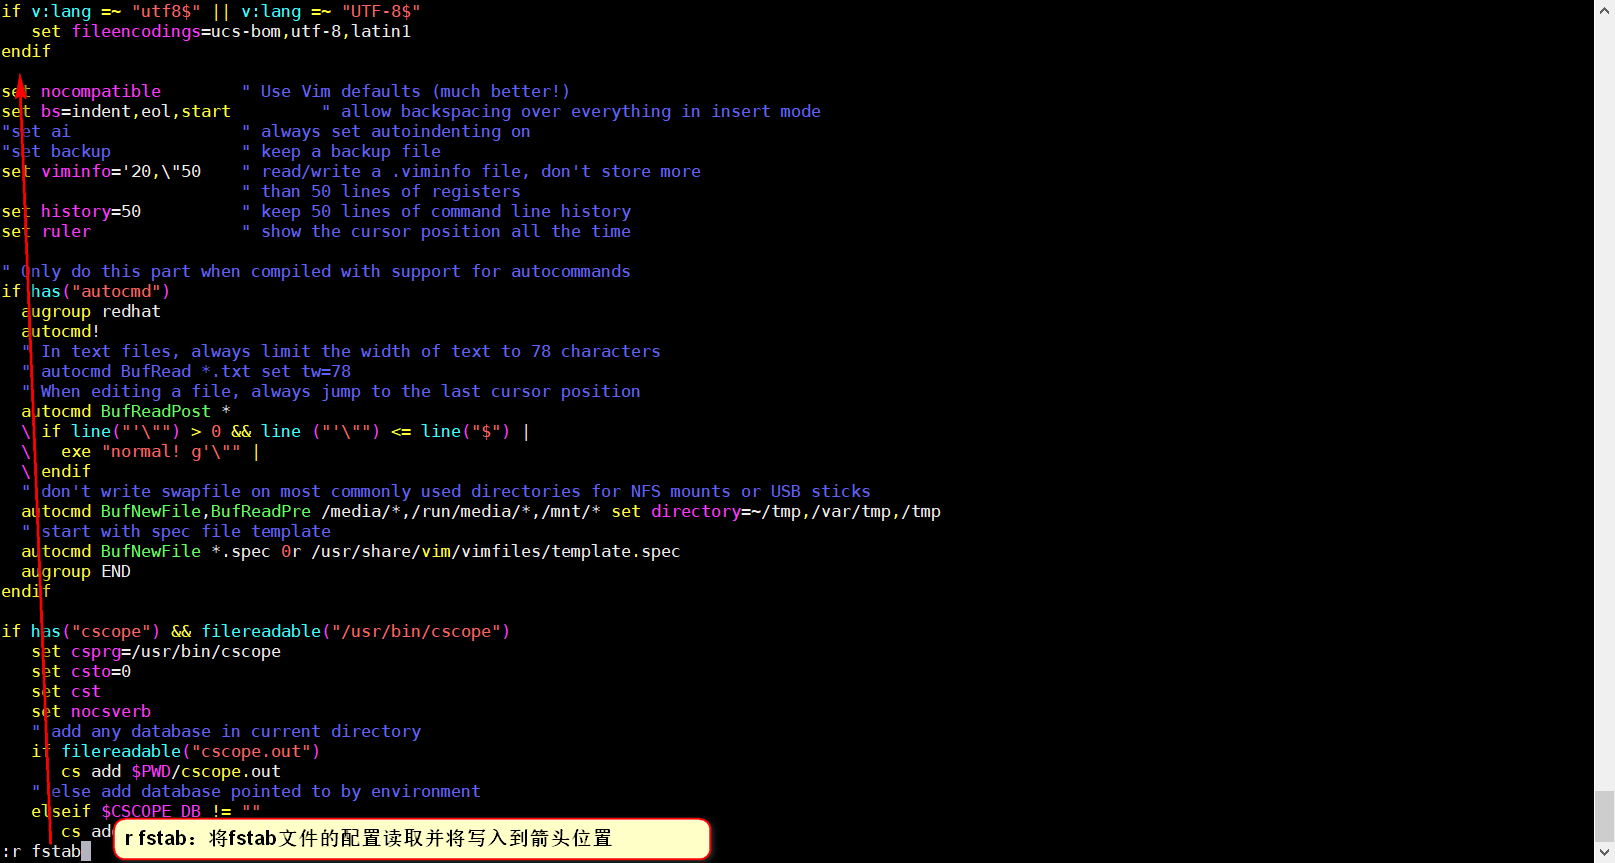 if v:lang =~ "utf8$" || v:lang =~ "UTF-8$"
   set fileencodings=ucs-bom,utf-8,latin1
endif

set nocompatible        " Use Vim defaults (much better!)
set bs=indent,eol,start         " allow backspacing over everything in insert mode
"set ai                 " always set autoindenting on
"set backup             " keep a backup file
set viminfo='20,\"50    " read/write a .viminfo file, don't store more
                        " than 50 lines of registers
set history=50          " keep 50 lines of command line history
set ruler               " show the cursor position all the time

" Only do this part when compiled with support for autocommands
if has("autocmd")
  augroup redhat
  autocmd!
  " In text files, always limit the width of text to 78 characters
  " autocmd BufRead *.txt set tw=78
  " When editing a file, always jump to the last cursor position
  autocmd BufReadPost *
  \ if line("'\"") > 0 && line ("'\"") <= line("$") |
  \   exe "normal! g'\"" |
  \ endif
  " don't write swapfile on most commonly used directories for NFS mounts or USB sticks
  autocmd BufNewFile,BufReadPre /media/*,/run/media/*,/mnt/* set directory=~/tmp,/var/tmp,/tmp
  " start with spec file template
  autocmd BufNewFile *.spec 0r /usr/share/vim/vimfiles/template.spec
  augroup END
endif

if has("cscope") && filereadable("/usr/bin/cscope")
   set csprg=/usr/bin/cscope
   set csto=0
   set cst
   set nocsverb
   " add any database in current directory
   if filereadable("cscope.out")
      cs add $PWD/cscope.out
   " else add database pointed to by environment
   elseif $CSCOPE_DB != ""
      cs ad
r fstab：将fstab文件的配置读取并将写入到箭头位置
:r fstab